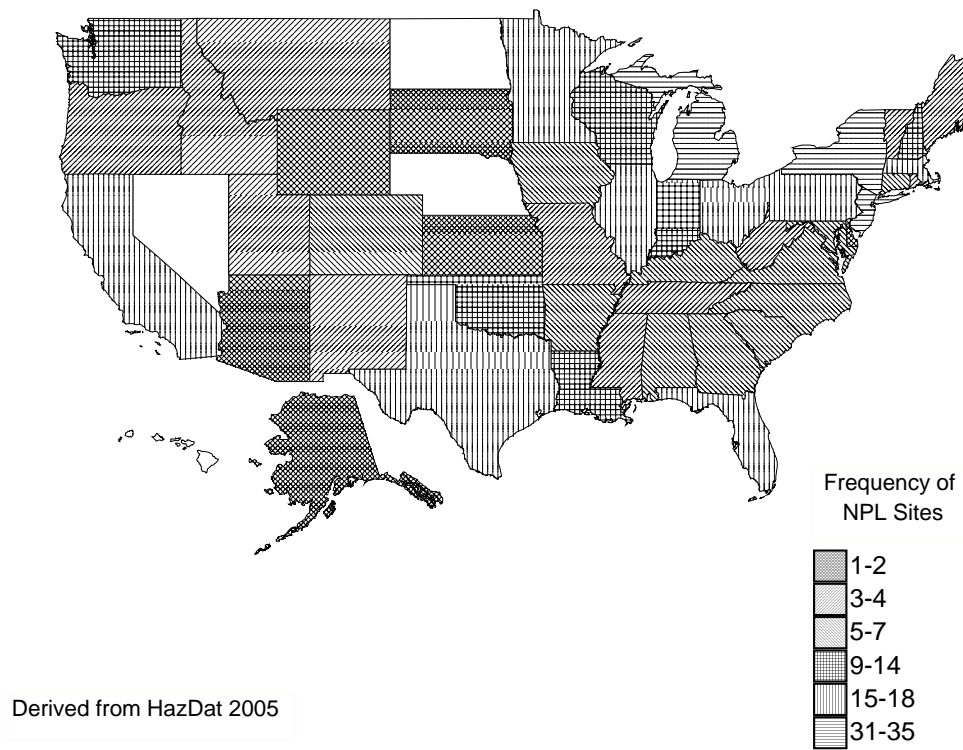 Frequency of
NPL Sites
1-2
3-4
5-7
9-14
15-18
31-35
Derived from HazDat 2005